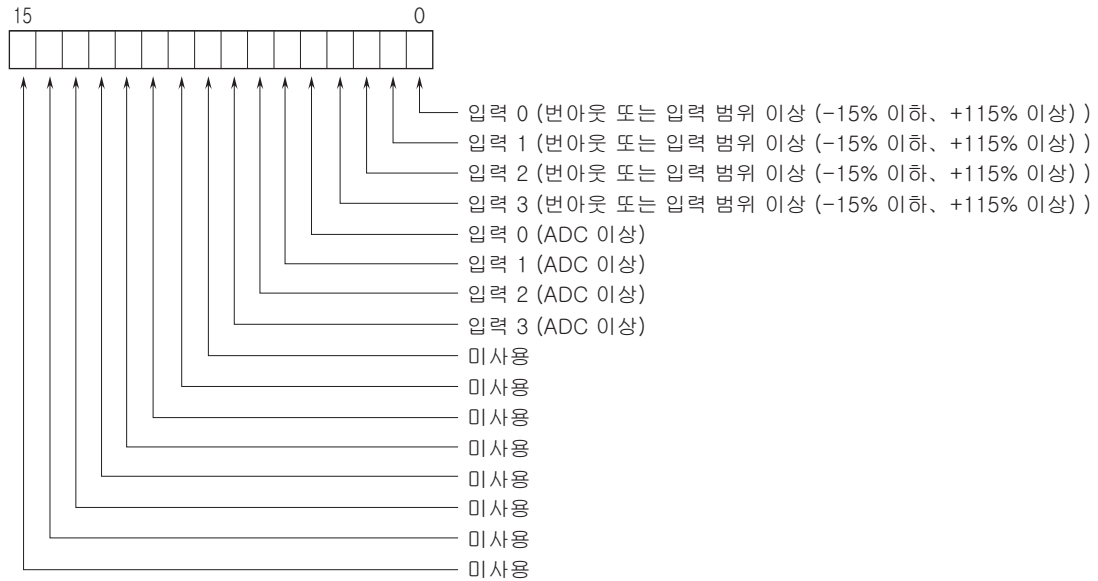 15 0
입력 0 (번아웃 또는 입력 범위 이상 (-15% 이하、+115% 이상) )
입력 1 (번아웃 또는 입력 범위 이상 (-15% 이하、+115% 이상) )
입력 2 (번아웃 또는 입력 범위 이상 (-15% 이하、+115% 이상) )
입력 3 (번아웃 또는 입력 범위 이상 (-15% 이하、+115% 이상) )
입력 0 (ADC 이상)
입력 1 (ADC 이상)
입력 2 (ADC 이상)
입력 3 (ADC 이상)
미사용
미사용
미사용
미사용
미사용
미사용
미사용
미사용